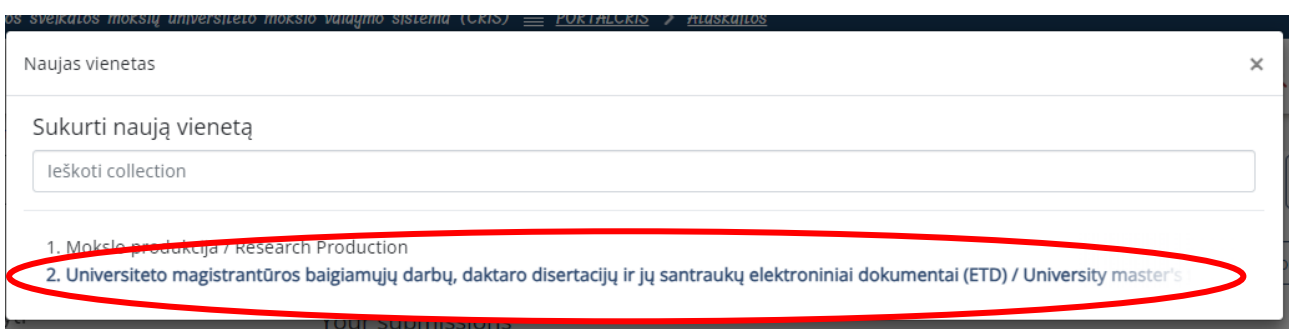 os sveikatos mokslų universiteto mokslo valdymo sistema (CRIS) PORTALCRIS > Ataskaitos
Naujas vienetas ×
Sukurti naują vienetą
Ieškoti collection
1. Mokslo produkcija / Research Production
2. Universiteto magistrantūros baigiamųjų darbų, daktaro disertacijų ir jų santraukų elektroniniai dokumentai (ETD) / University master's
Your submissions